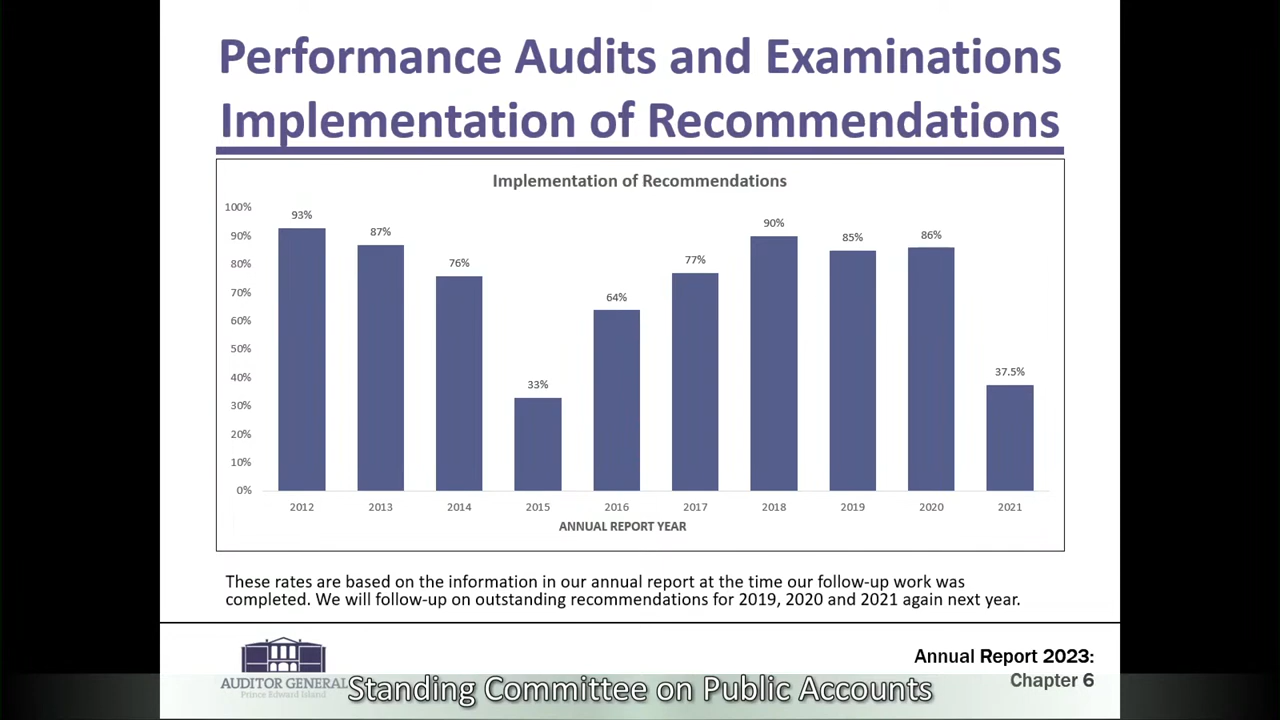 Performance Audits and Examinations
Implementation of Recommendations
Implementation of Recommendations
100%
90%
80%
70%
60%
50%
40%
30%
20%
10%
0%
93%
87%
76%
33%
64%
77%
90%
85%
86%
37.5%
2012
2013
2014
2015
2016
2017
2018
2019
2020
2021
ANNUAL REPORT YEAR
These rates are based on the information in our annual report at the time our follow-up work was
completed. We will follow-up on outstanding recommendations for 2019, 2020 and 2021 again next year.
AUDITOR GENERAL
Prince Edward Island
Annual Report 2023:
Chapter 6
Standing Committee on Public Accounts